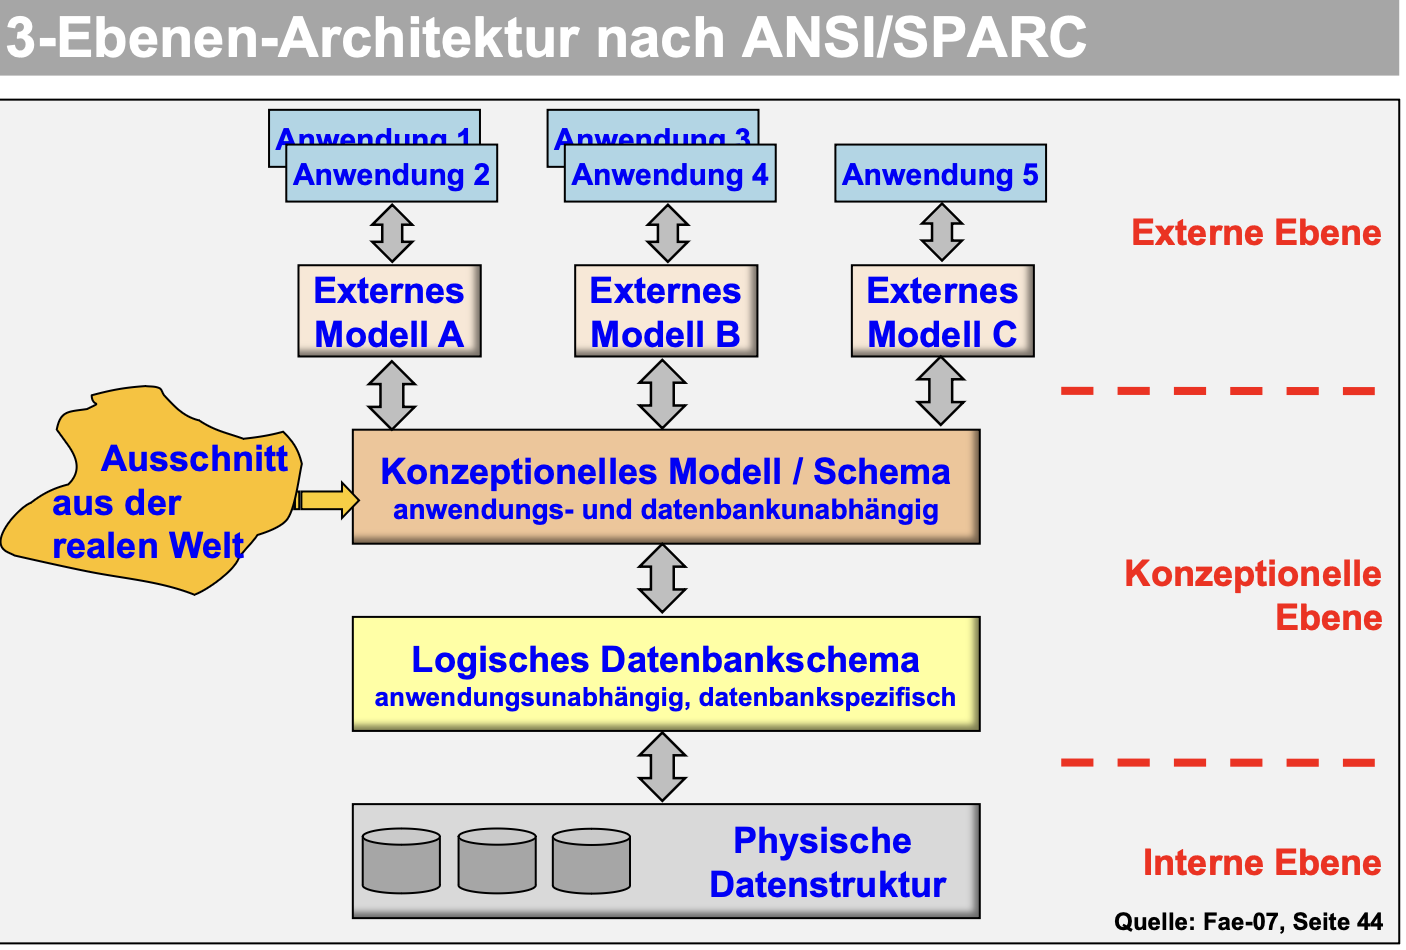 3-Ebenen-Architektur nach ANSI/SPARC
Anwendung 1
Anwendung 2
Anwendung 3
Anwendung 4
Anwendung 5
Externe Ebene
Externes
Modell A
Externes
Modell B
Externes
Modell C
Ausschnitt
aus der
realen Welt
Konzeptionelles Modell / Schema
anwendungs- und datenbankunabhängig
Konzeptionelle
Ebene
Logisches Datenbankschema
anwendungsunabhängig, datenbankspezifisch
Physische
Datenstruktur
Interne Ebene
Quelle: Fae-07, Seite 44